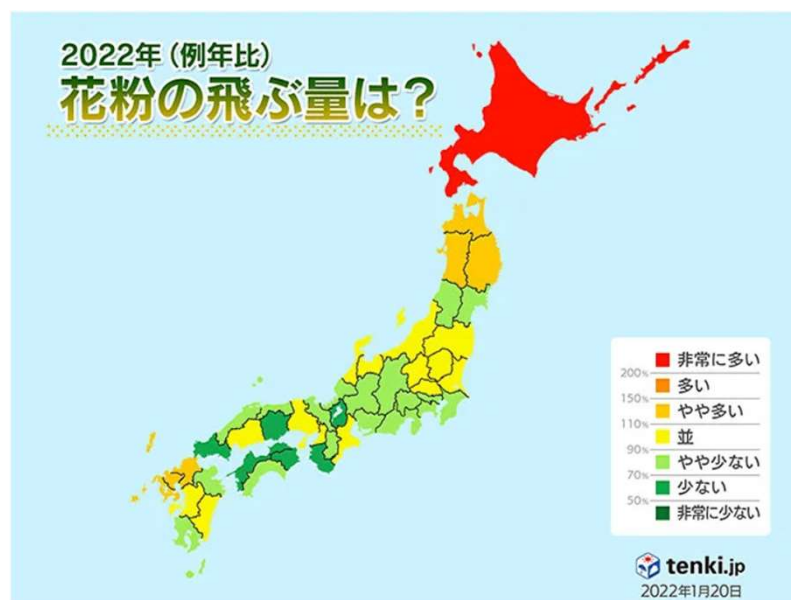 2022年（例年比）
花粉の飛ぶ量は？
非常に多い
200%
多い
150%
やや多い
110%
並
90%
やや少ない
70%
少ない
50%
非常に少ない
tenki.jp
2022年1月20日